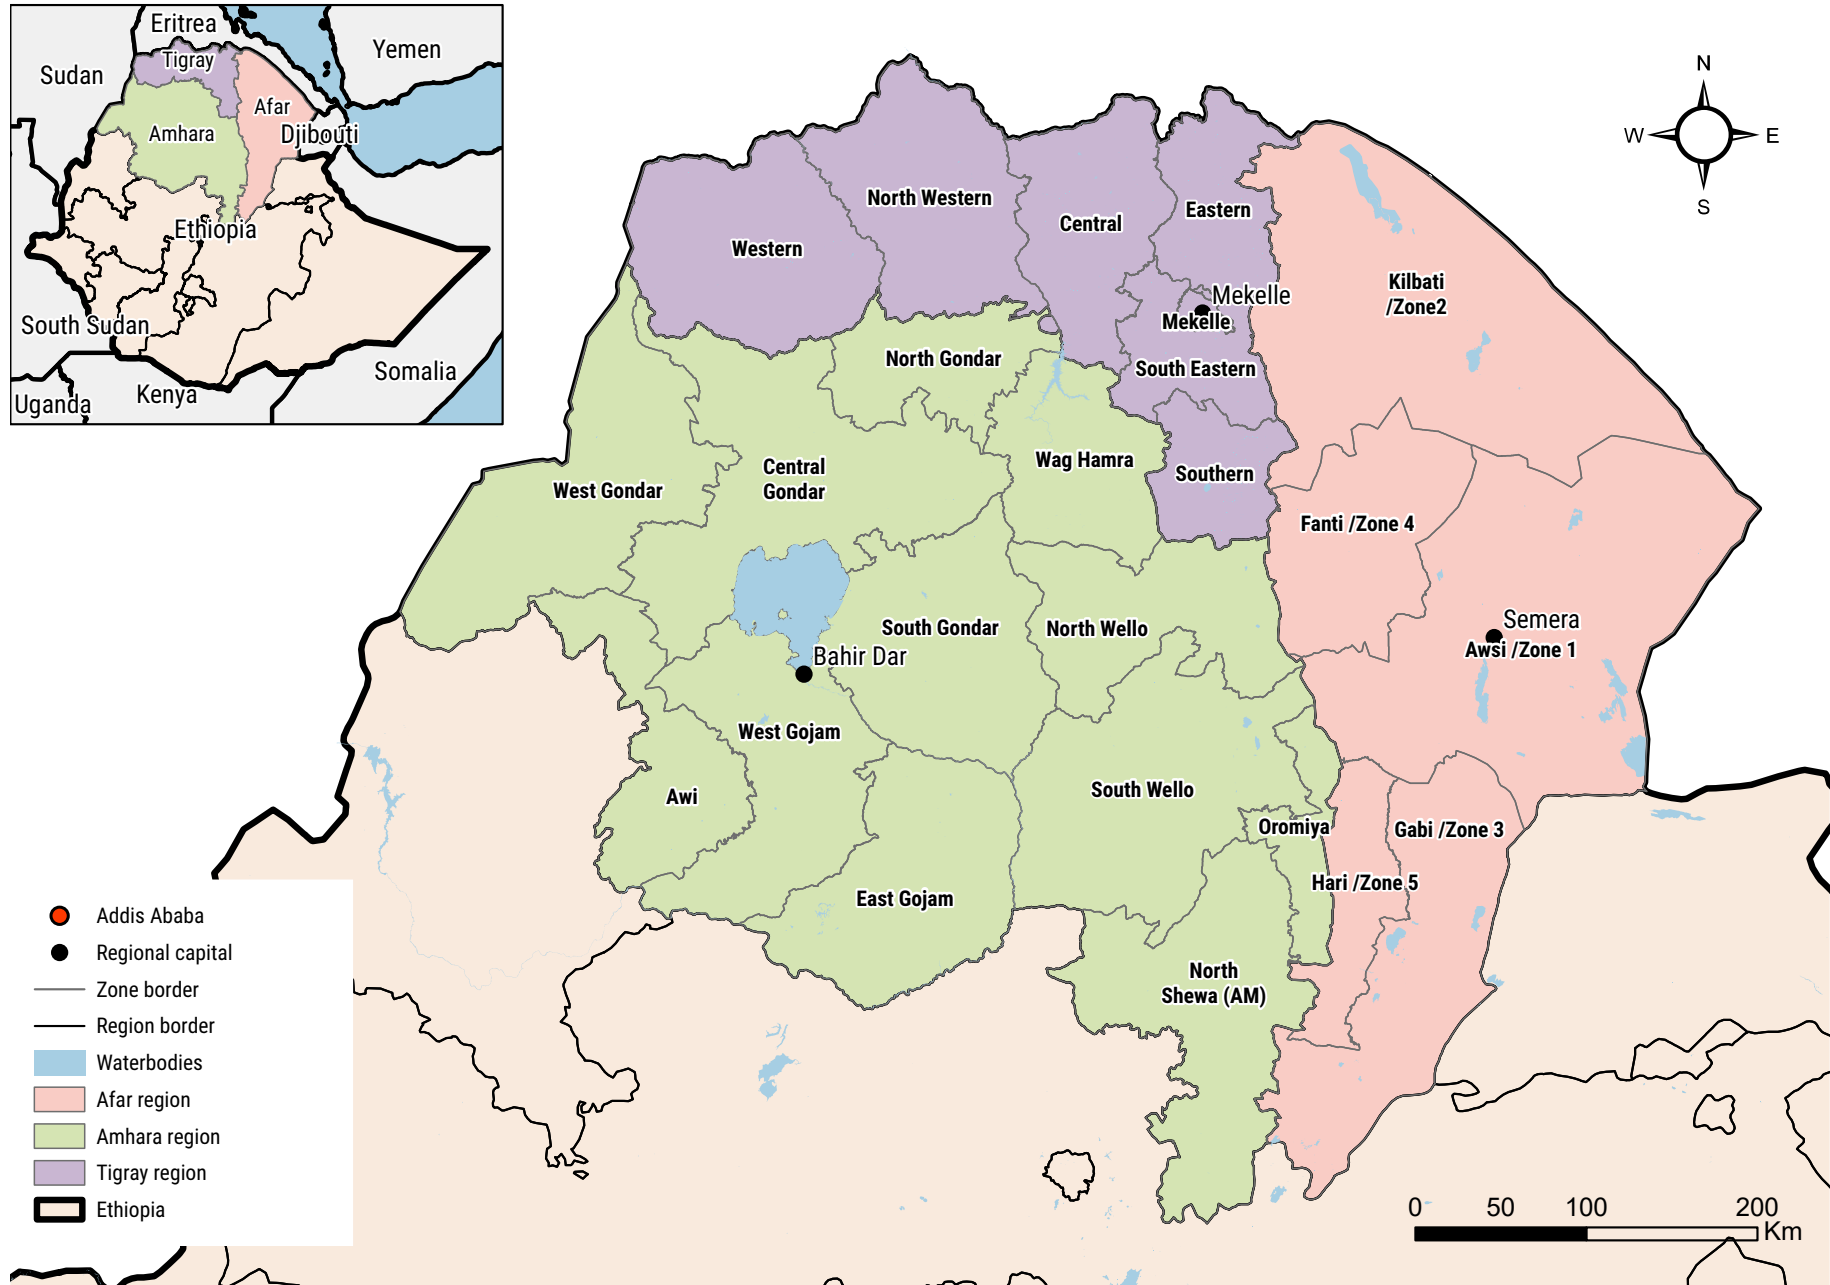 Eritrea
Yemen
Sudan
Tigray
Afar
Amhara
Djibouti
Ethiopia
South Sudan
Somalia
Kenya
Uganda
N
W
E
S
North Western
Western
Central
Eastern
Kilbati
/Zone2
Mekelle
Mekelle
North Gondar
South Eastern
Wag Hamra
Central
Gondar
Southern
West Gondar
Fanti /Zone 4
Semera
South Gondar
North Wello
Awsi /Zone 1
Bahir Dar
West Gojam
South Wello
Awi
Oromiya
Gabi /Zone 3
Hari /Zone 5
East Gojam
North
Shewa (AM)
Addis Ababa
Regional capital
Zone border
Region border
Waterbodies
Afar region
Amhara region
Tigray region
Ethiopia
0 50 100 200
Km